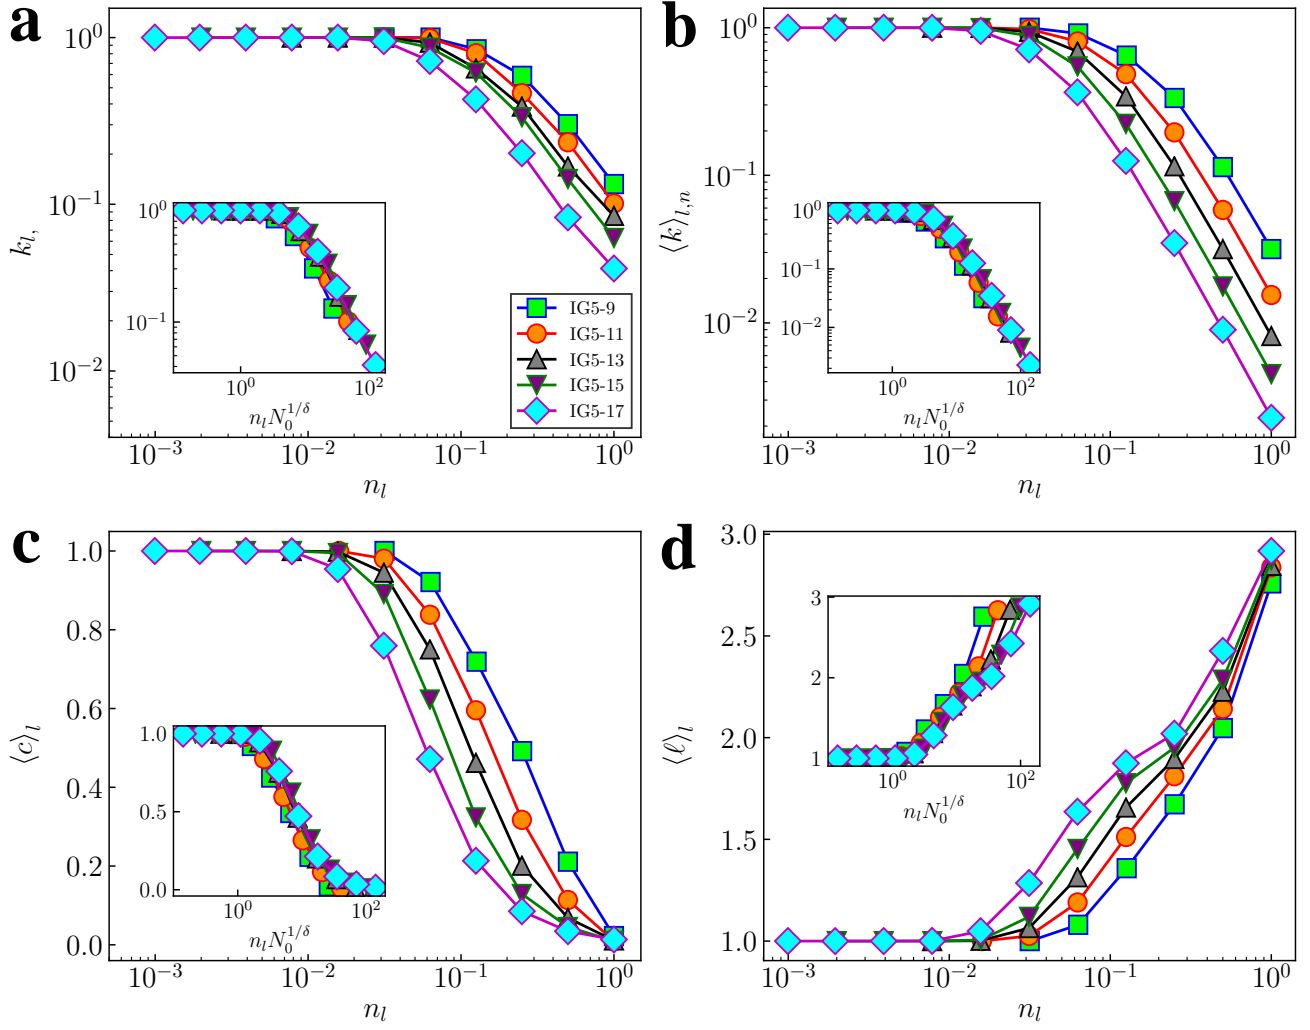 a
10^0
10^{-1}
10^{-2}
k_{l,}
10^0
10^{-1}
10^0
10^2
n_l N_0^{1/δ}
IG5-9
IG5-11
IG5-13
IG5-15
IG5-17
10^{-3}
10^{-2}
10^{-1}
10^0
n_l
b
10^0
10^{-1}
10^{-2}
⟨k⟩_{l,n}
10^0
10^{-1}
10^{-2}
10^0
10^2
n_l N_0^{1/δ}
10^{-3}
10^{-2}
10^{-1}
10^0
n_l
c
1.0
0.8
0.6
0.4
0.2
0.0
⟨c⟩_l
1.0
0.5
0.0
10^0
10^2
n_l N_0^{1/δ}
10^{-3}
10^{-2}
10^{-1}
10^0
n_l
d
3.0
2.5
2.0
1.5
1.0
⟨ℓ⟩_l
3
2
1
10^0
10^2
n_l N_0^{1/δ}
10^{-3}
10^{-2}
10^{-1}
10^0
n_l